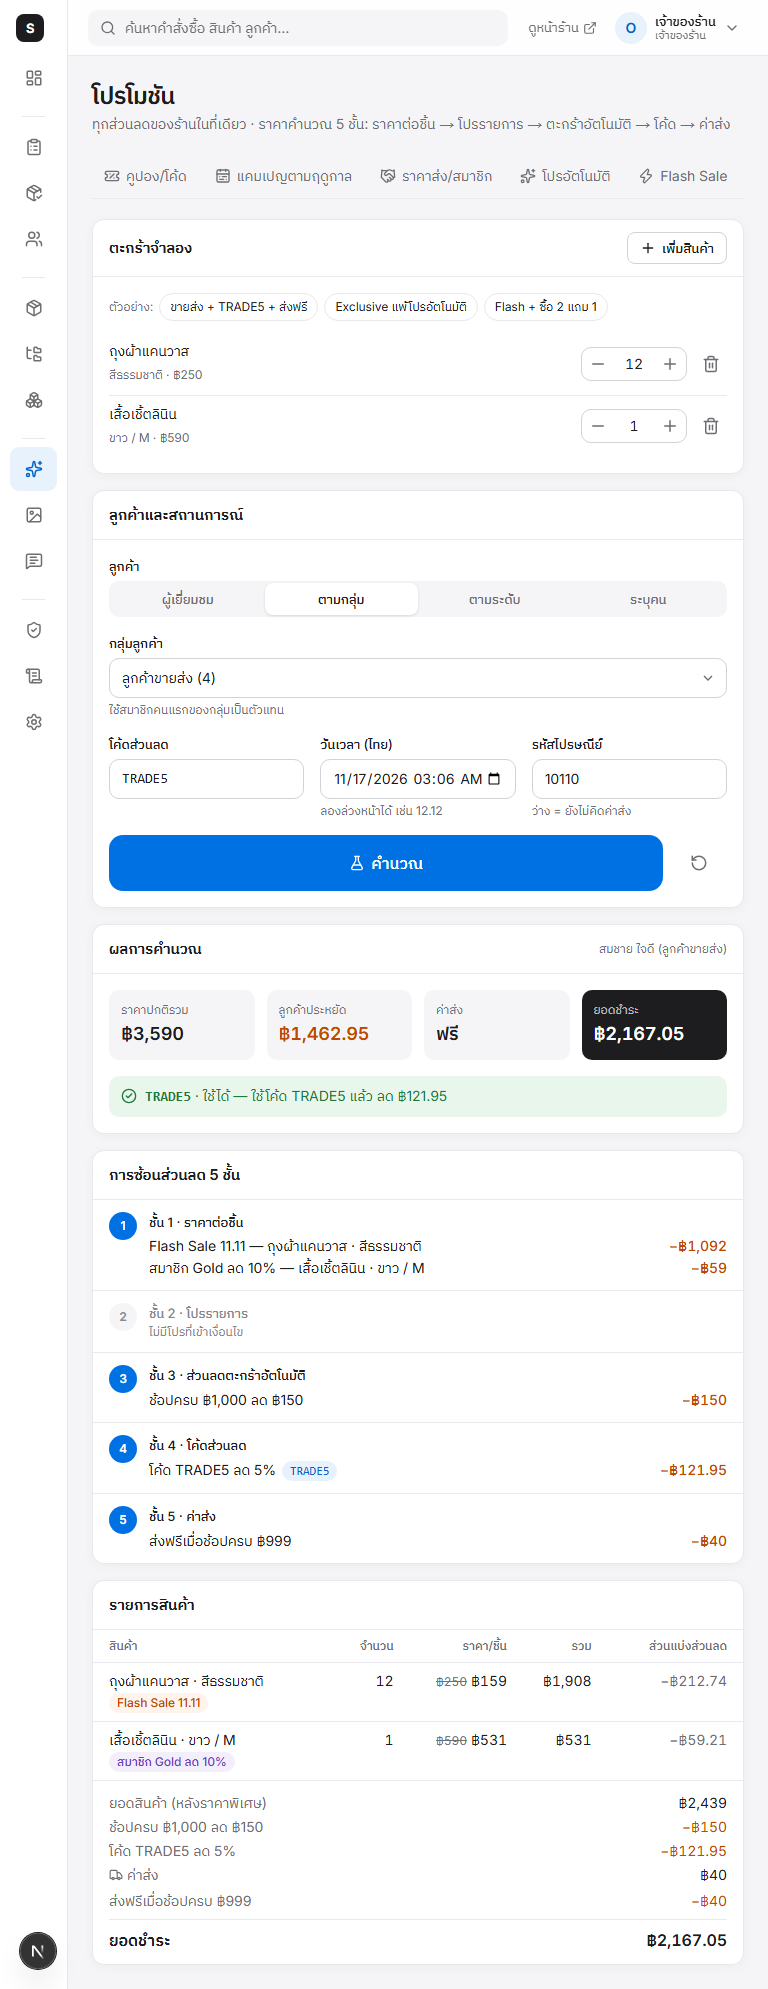 S
ค้นหาคำสั่งซื้อ สินค้า ลูกค้า...
ดูหน้าร้าน
O
เจ้าของร้าน
เจ้าของร้าน
โปรโมชัน
ทุกส่วนลดของร้านในที่เดียว · ราคาคำนวณ 5 ชั้น: ราคาต่อชิ้น → โปรรายการ → ตะกร้าอัตโนมัติ → โค้ด → ค่าส่ง
คูปอง/โค้ด แคมเปญตามฤดูกาล ราคาส่ง/สมาชิก โปรอัตโนมัติ Flash Sale
ตะกร้าจำลอง
เพิ่มสินค้า
ตัวอย่าง: ขายส่ง + TRADE5 + ส่งฟรี Exclusive แพ้โปรอัตโนมัติ Flash + ซื้อ 2 แถม 1
ถุงผ้าแคนวาส
สีธรรมชาติ · ฿250
12
เสื้อเชิ้ตลินิน
ขาว / M · ฿590
1
ลูกค้าและสถานการณ์
ลูกค้า
ผู้เยี่ยมชม ตามกลุ่ม ตามระดับ ระบุคน
กลุ่มลูกค้า
ลูกค้าขายส่ง (4)
ใช้สมาชิกคนแรกของกลุ่มเป็นตัวแทน
โค้ดส่วนลด วันเวลา (ไทย) รหัสไปรษณีย์
TRADE5 11/17/2026 03:06 AM 10110
ลองล่วงหน้าได้ เช่น 12.12 ว่าง = ยังไม่คิดค่าส่ง
คำนวณ
ผลการคำนวณ
สมชาย ใจดี (ลูกค้าขายส่ง)
ราคาปกติรวม ลูกค้าประหยัด ค่าส่ง ยอดชำระ
฿3,590 ฿1,462.95 ฟรี ฿2,167.05
TRADE5 · ใช้ได้ — ใช้โค้ด TRADE5 แล้ว ลด ฿121.95
การซ้อนส่วนลด 5 ชั้น
1 ชั้น 1 · ราคาต่อชิ้น
Flash Sale 11.11 — ถุงผ้าแคนวาส · สีธรรมชาติ −฿1,092
สมาชิก Gold ลด 10% — เสื้อเชิ้ตลินิน · ขาว / M −฿59
2 ชั้น 2 · โปรรายการ
ไม่มีโปรที่เข้าเงื่อนไข
3 ชั้น 3 · ส่วนลดตะกร้าอัตโนมัติ
ช้อปครบ ฿1,000 ลด ฿150 −฿150
4 ชั้น 4 · โค้ดส่วนลด
โค้ด TRADE5 ลด 5% TRADE5 −฿121.95
5 ชั้น 5 · ค่าส่ง
ส่งฟรีเมื่อช้อปครบ ฿999 −฿40
รายการสินค้า
สินค้า จำนวน ราคา/ชิ้น รวม ส่วนแบ่งส่วนลด
ถุงผ้าแคนวาส · สีธรรมชาติ 12 ฿250 ฿159 ฿1,908 −฿212.74
Flash Sale 11.11
เสื้อเชิ้ตลินิน · ขาว / M 1 ฿590 ฿531 ฿531 −฿59.21
สมาชิก Gold ลด 10%
ยอดสินค้า (หลังราคาพิเศษ) ฿2,439
ช้อปครบ ฿1,000 ลด ฿150 −฿150
โค้ด TRADE5 ลด 5% −฿121.95
ค่าส่ง ฿40
ส่งฟรีเมื่อช้อปครบ ฿999 −฿40
ยอดชำระ ฿2,167.05
N